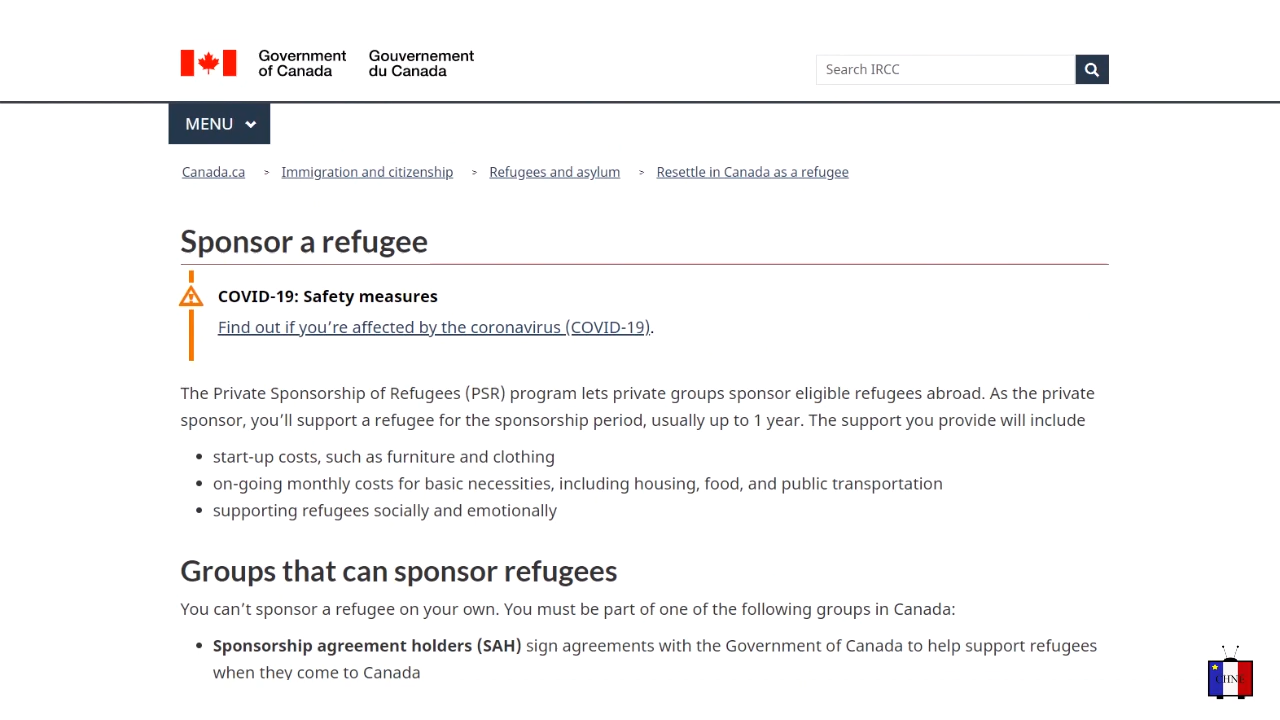 Government of Canada
Gouvernement du Canada
Search IRCC
MENU
Canada.ca > Immigration and citizenship > Refugees and asylum > Resettle in Canada as a refugee
Sponsor a refugee
COVID-19: Safety measures
Find out if you’re affected by the coronavirus (COVID-19).
The Private Sponsorship of Refugees (PSR) program lets private groups sponsor eligible refugees abroad. As the private
sponsor, you’ll support a refugee for the sponsorship period, usually up to 1 year. The support you provide will include
• start-up costs, such as furniture and clothing
• on-going monthly costs for basic necessities, including housing, food, and public transportation
• supporting refugees socially and emotionally
Groups that can sponsor refugees
You can’t sponsor a refugee on your own. You must be part of one of the following groups in Canada:
• Sponsorship agreement holders (SAH) sign agreements with the Government of Canada to help support refugees
when they come to Canada
CHNE